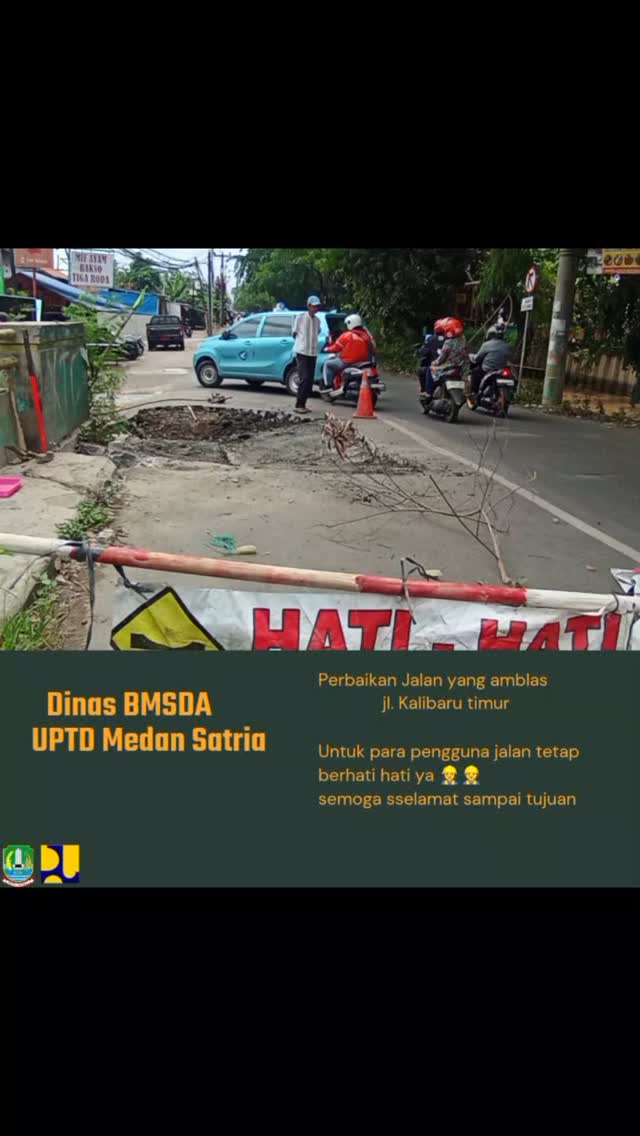 MIE AYAM
BAKSO
TIGA RODA
HATI - HATI
Dinas BMSDA
UPTD Medan Satria
Perbaikan Jalan yang amblas
jl. Kalibaru timur
Untuk para pengguna jalan tetap
berhati hati ya 👷👷
semoga sselamat sampai tujuan